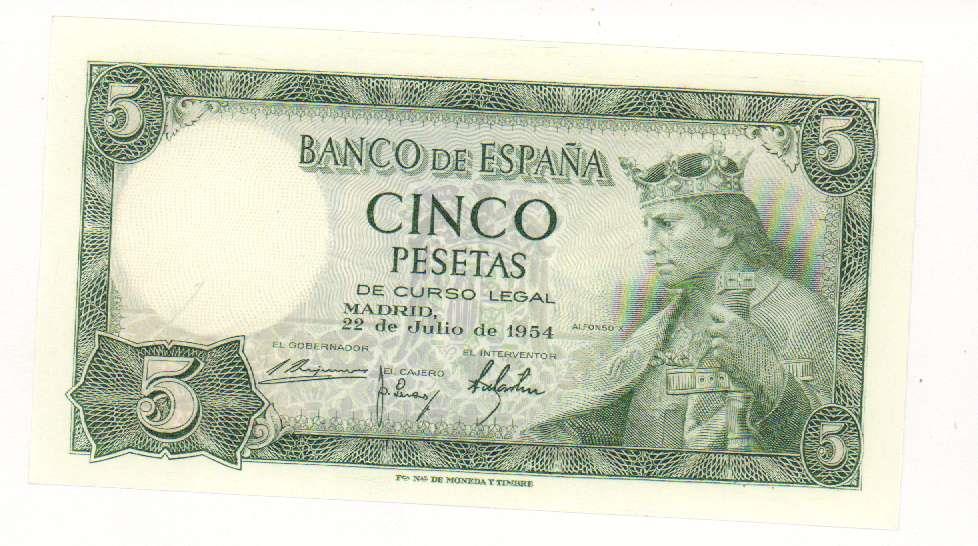 5
5
BANCO DE ESPAÑA
CINCO
PESETAS
DE CURSO LEGAL
MADRID,
22 de Julio de 1954
ALFONSO X
EL GOBERNADOR
EL INTERVENTOR
EL CAJERO
5
5
Fca Nal DE MONEDA Y TIMBRE